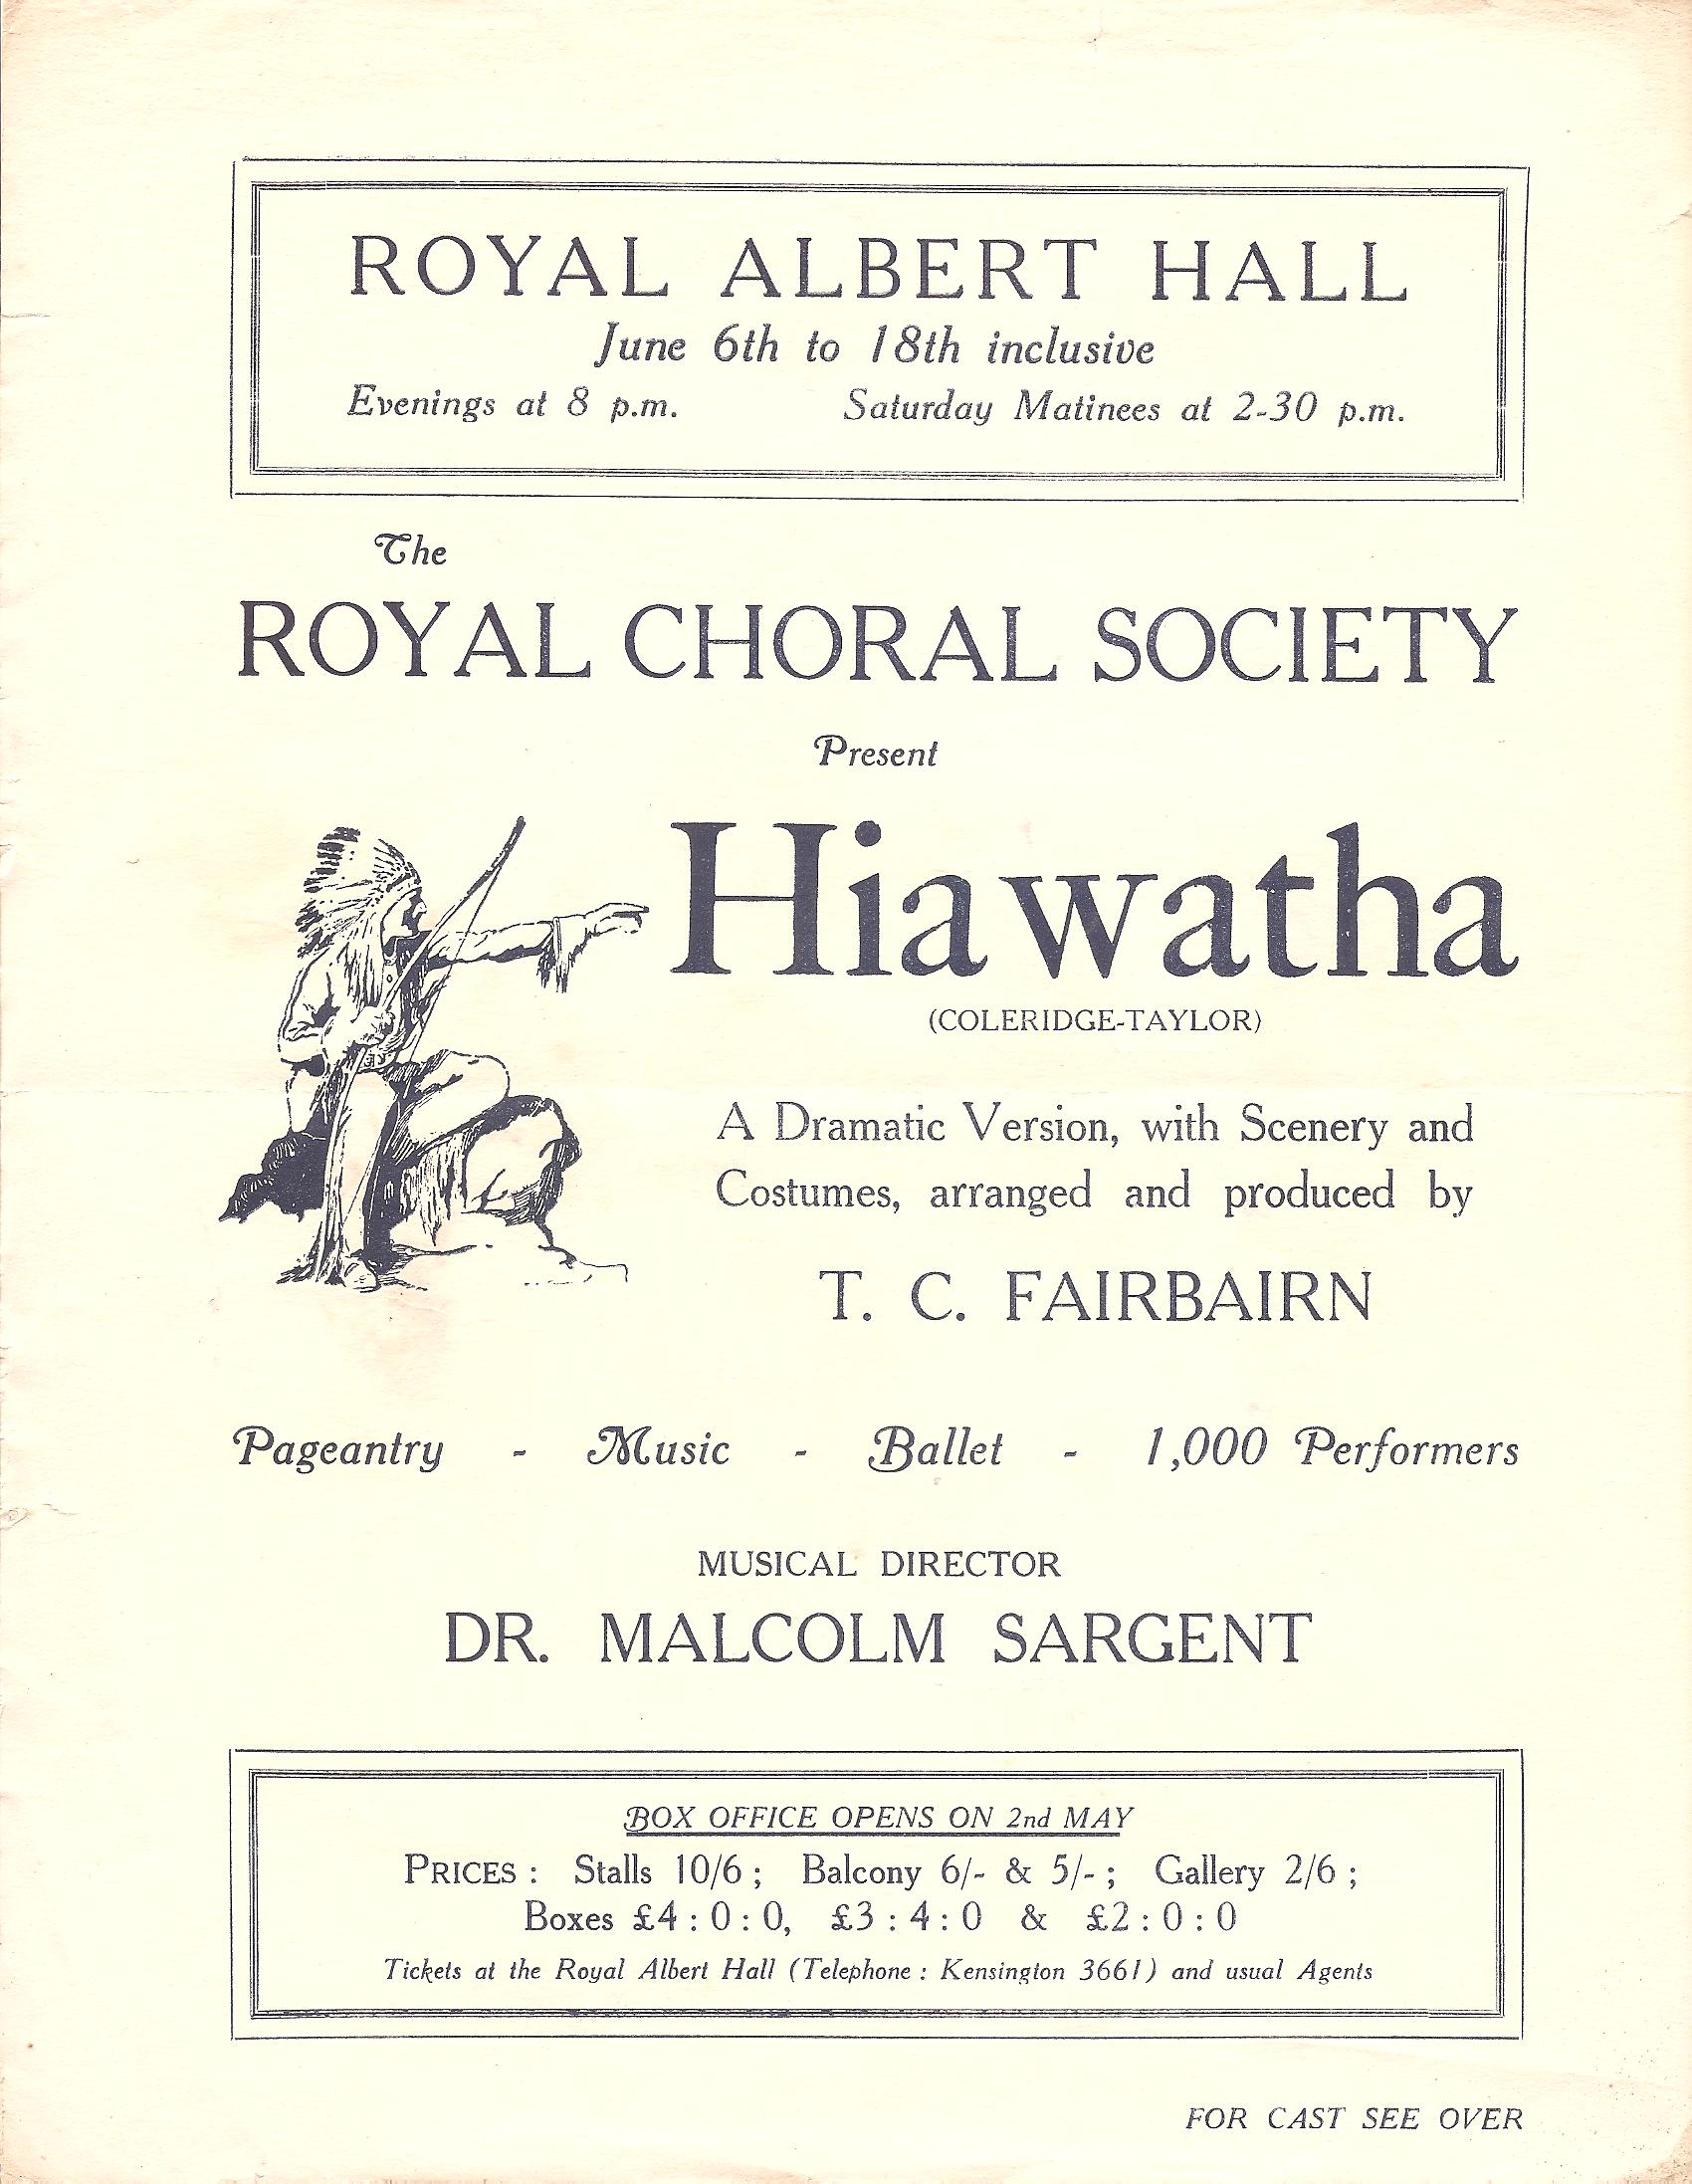 ROYAL ALBERT HALL
June 6th to 18th inclusive
Evenings at 8 p.m. Saturday Matinees at 2-30 p.m.
The
ROYAL CHORAL SOCIETY
Present
Hiawatha
(COLERIDGE-TAYLOR)
A Dramatic Version, with Scenery and
Costumes, arranged and produced by
T. C. FAIRBAIRN
Pageantry - Music - Ballet - 1,000 Performers
MUSICAL DIRECTOR
DR. MALCOLM SARGENT
BOX OFFICE OPENS ON 2nd MAY
PRICES : Stalls 10/6 ; Balcony 6/- & 5/- ; Gallery 2/6 ;
Boxes £4 : 0 : 0, £3 : 4 : 0 & £2 : 0 : 0
Tickets at the Royal Albert Hall (Telephone : Kensington 3661) and usual Agents
FOR CAST SEE OVER